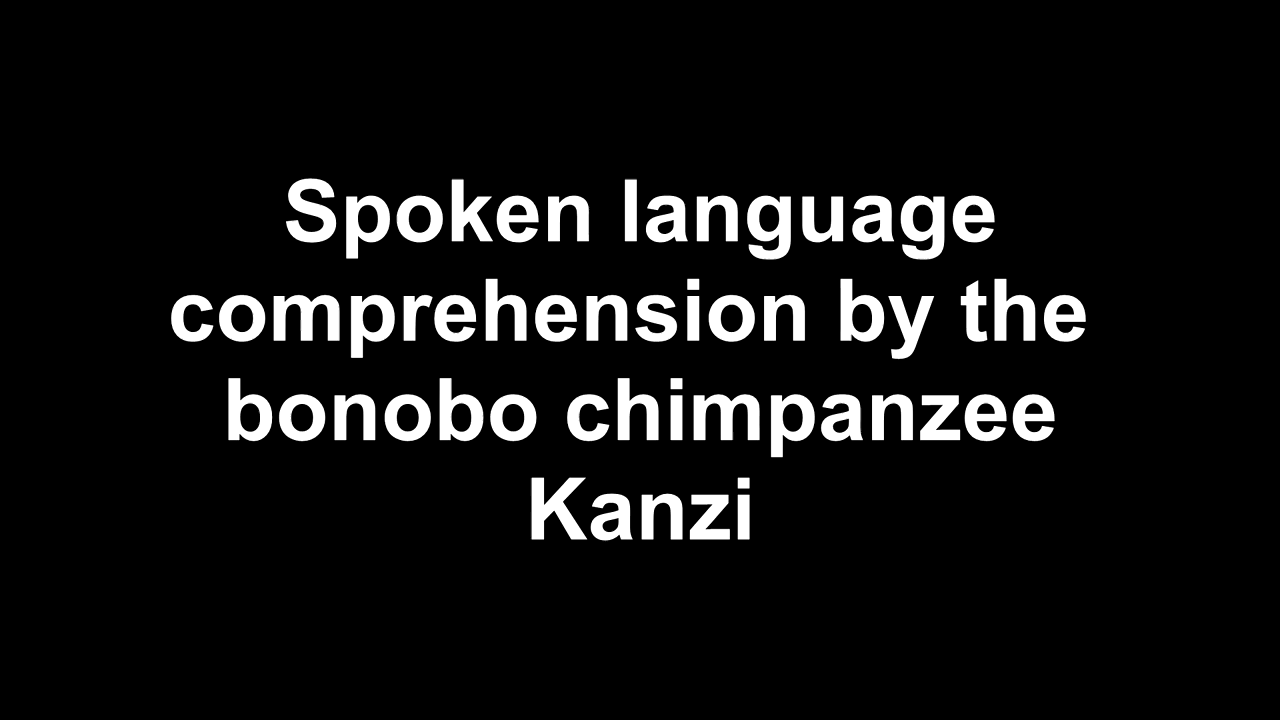 Spoken language
comprehension by the
bonobo chimpanzee
Kanzi